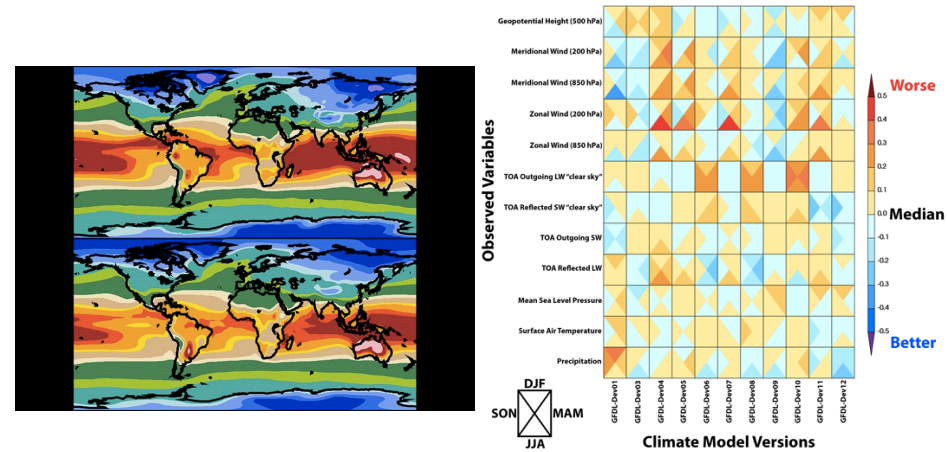 Observed Variables
Geopotential Height (500 hPa)
Meridional Wind (200 hPa)
Meridional Wind (850 hPa)
Zonal Wind (200 hPa)
Zonal Wind (850 hPa)
TOA Outgoing LW "clear sky"
TOA Reflected SW "clear sky"
TOA Outgoing SW
TOA Reflected LW
Mean Sea Level Pressure
Surface Air Temperature
Precipitation
GFDL-Dev01
GFDL-Dev03
GFDL-Dev04
GFDL-Dev05
GFDL-Dev06
GFDL-Dev07
GFDL-Dev08
GFDL-Dev09
GFDL-Dev10
GFDL-Dev11
GFDL-Dev12
Climate Model Versions
DJF
SON MAM
JJA
Worse
0.5
0.4
0.3
0.2
0.1
0.0 Median
-0.1
-0.2
-0.3
-0.4
-0.5
Better